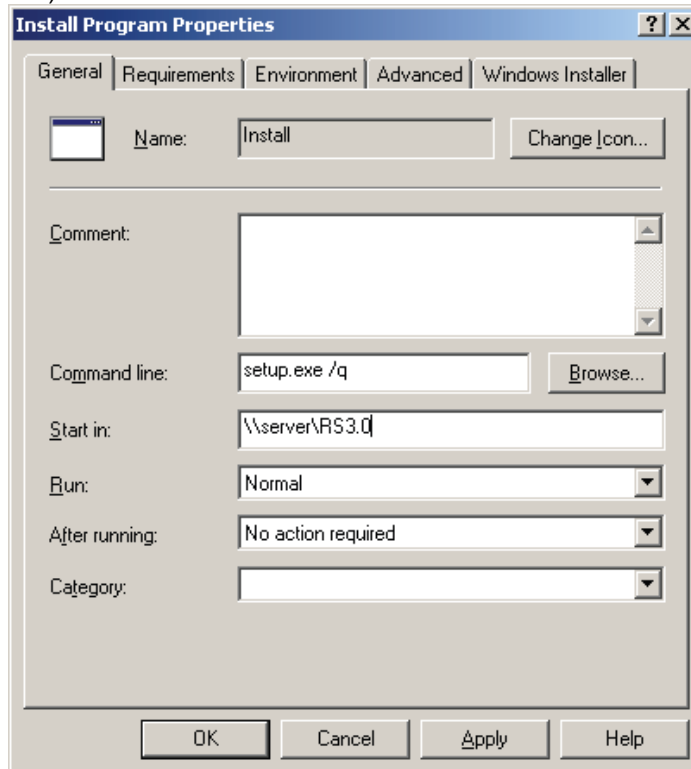 Install Program Properties
General Requirements Environment Advanced Windows Installer
Name: Install Change Icon...
Comment:
Command line: setup.exe /q Browse...
Start in: \\server\RS3.0
Run: Normal
After running: No action required
Category:
OK Cancel Apply Help